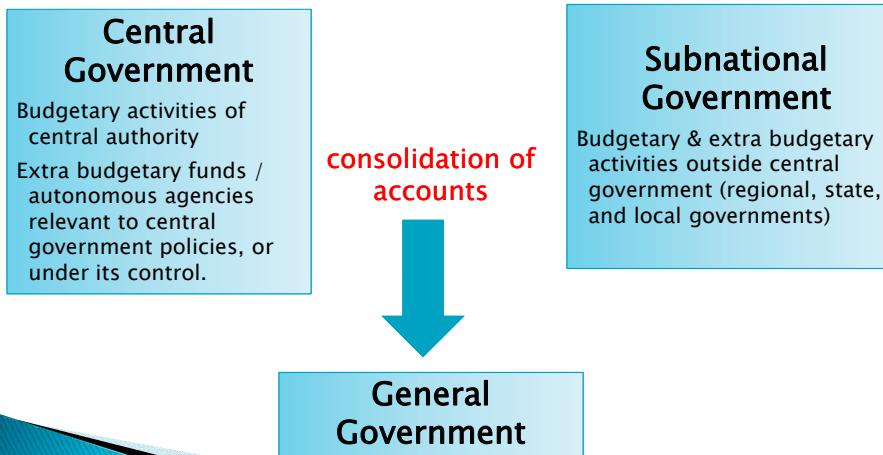 Central
Government
Budgetary activities of
central authority
Extra budgetary funds /
autonomous agencies
relevant to central
government policies, or
under its control.
consolidation of
accounts
Subnational
Government
Budgetary & extra budgetary
activities outside central
government (regional, state,
and local governments)
General
Government